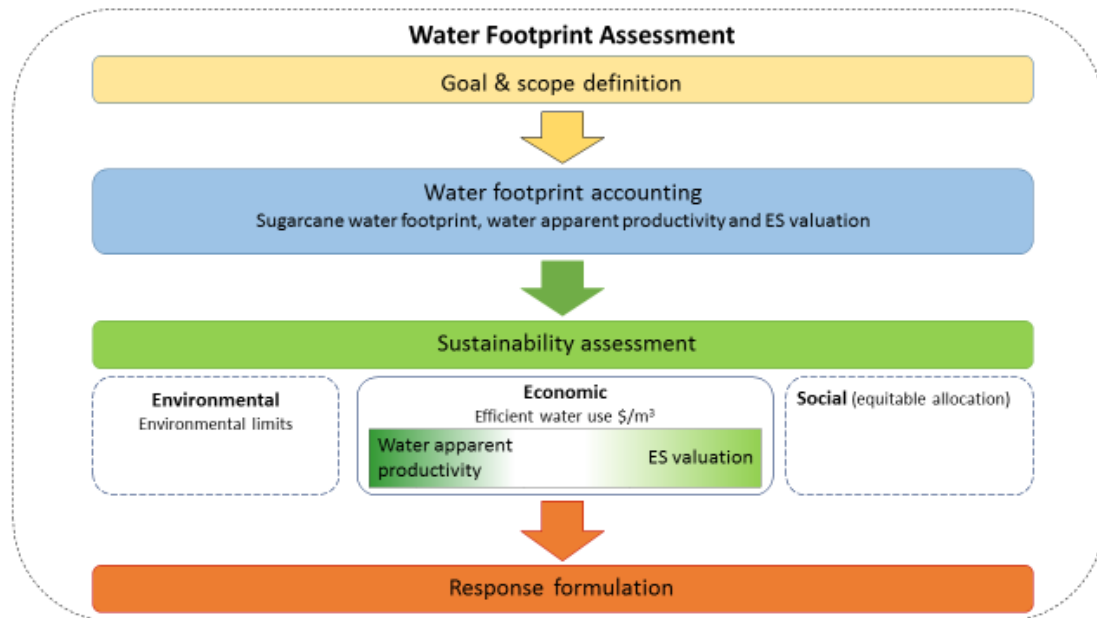 Water Footprint Assessment
Goal & scope definition
Water footprint accounting
Sugarcane water footprint, water apparent productivity and ES valuation
Sustainability assessment
Environmental
Environmental limits
Economic
Efficient water use $/m³
Water apparent
productivity
ES valuation
Social (equitable allocation)
Response formulation